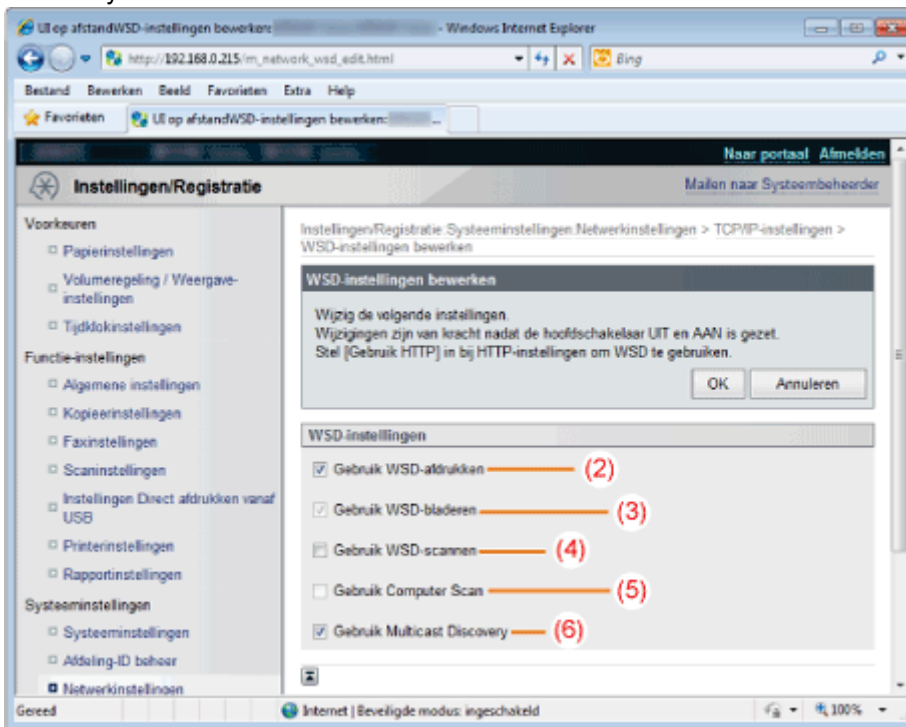 UI op afstandWSD-instellingen bewerken: - Windows Internet Explorer
http://192.168.0.215/m_network_wsd_edit.html
Bing
Bestand Bewerken Beeld Favorieten Extra Help
Favorieten UI op afstandWSD-instellingen bewerken: ...
Naar portaal Afmelden
Instellingen/Registratie
Mailen naar Systeembeheerder
Voorkeuren
Papierinstellingen
Volumeregeling / Weergave-
instellingen
Tijdklokinstellingen
Functie-instellingen
Algemene instellingen
Kopieerinstellingen
Faxinstellingen
Scaninstellingen
Instellingen Direct afdrukken vanaf
USB
Printerinstellingen
Rapportinstellingen
Systeeminstellingen
Systeeminstellingen
Afdeling-ID beheer
Netwerkinstellingen
Instellingen/Registratie:Systeeminstellingen:Netwerkinstellingen > TCP/IP-instellingen >
WSD-instellingen bewerken
WSD-instellingen bewerken
Wijzig de volgende instellingen.
Wijzigingen zijn van kracht nadat de hoofdschakelaar UIT en AAN is gezet.
Stel [Gebruik HTTP] in bij HTTP-instellingen om WSD te gebruiken.
OK Annuleren
WSD-instellingen
Gebruik WSD-afdrukken (2)
Gebruik WSD-bladeren (3)
Gebruik WSD-scannen (4)
Gebruik Computer Scan (5)
Gebruik Multicast Discovery (6)
Gereed Internet | Beveiligde modus: ingeschakeld 100%